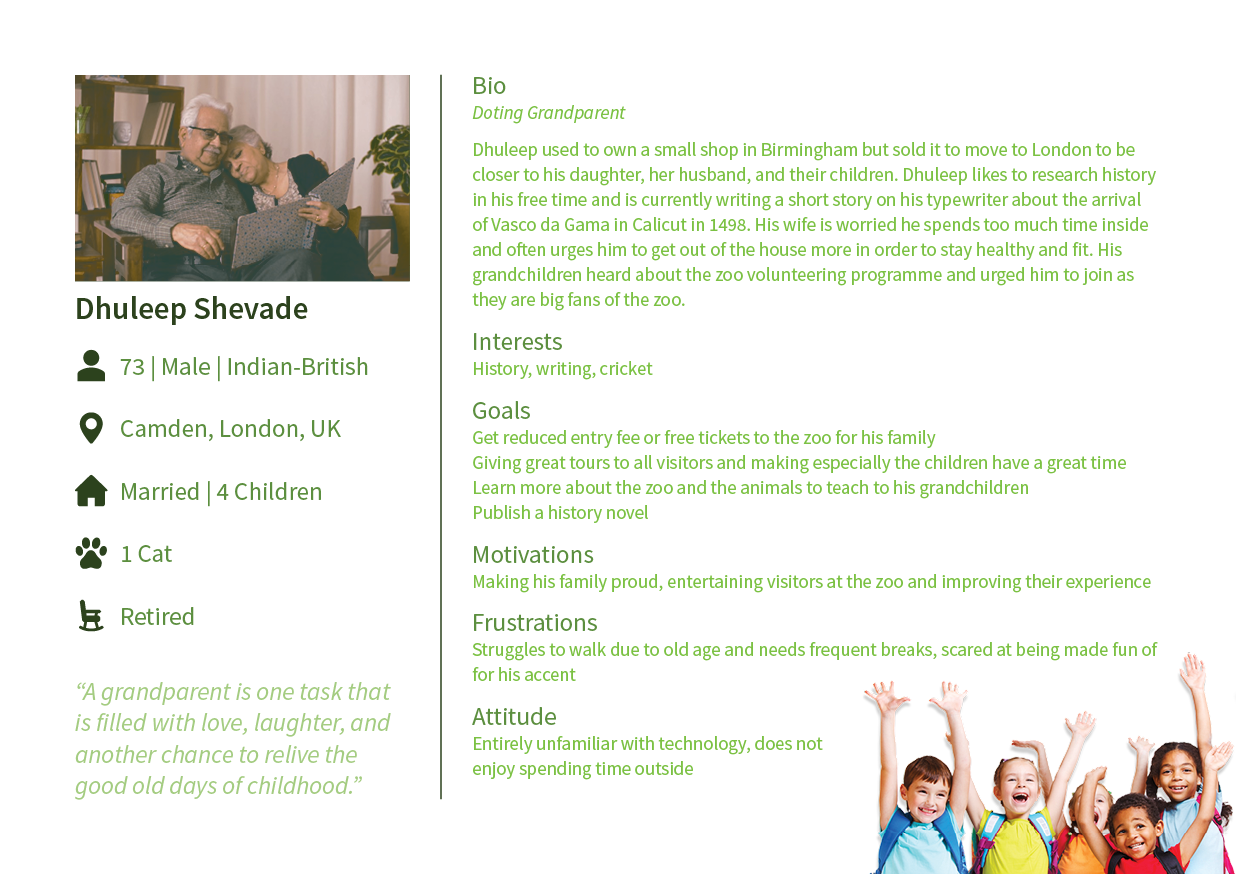 Dhuleep Shevade
73 | Male | Indian-British
Camden, London, UK
Married | 4 Children
1 Cat
Retired
“A grandparent is one task that
is filled with love, laughter, and
another chance to relive the
good old days of childhood.”
Bio
Doting Grandparent
Dhuleep used to own a small shop in Birmingham but sold it to move to London to be
closer to his daughter, her husband, and their children. Dhuleep likes to research history
in his free time and is currently writing a short story on his typewriter about the arrival
of Vasco da Gama in Calicut in 1498. His wife is worried he spends too much time inside
and often urges him to get out of the house more in order to stay healthy and fit. His
grandchildren heard about the zoo volunteering programme and urged him to join as
they are big fans of the zoo.
Interests
History, writing, cricket
Goals
Get reduced entry fee or free tickets to the zoo for his family
Giving great tours to all visitors and making especially the children have a great time
Learn more about the zoo and the animals to teach to his grandchildren
Publish a history novel
Motivations
Making his family proud, entertaining visitors at the zoo and improving their experience
Frustrations
Struggles to walk due to old age and needs frequent breaks, scared at being made fun of
for his accent
Attitude
Entirely unfamiliar with technology, does not
enjoy spending time outside